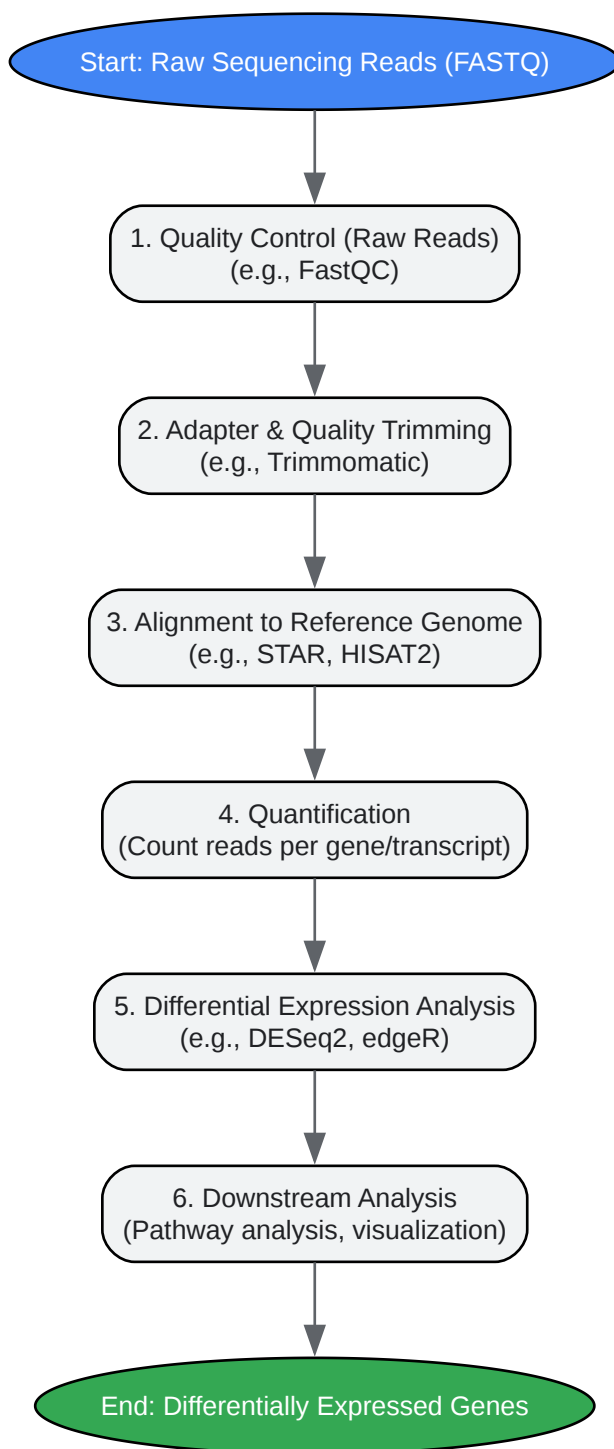 Start: Raw Sequencing Reads (FASTQ)
1. Quality Control (Raw Reads)
(e.g., FastQC)
2. Adapter & Quality Trimming
(e.g., Trimmomatic)
3. Alignment to Reference Genome
(e.g., STAR, HISAT2)
4. Quantification
(Count reads per gene/transcript)
5. Differential Expression Analysis
(e.g., DESeq2, edgeR)
6. Downstream Analysis
(Pathway analysis, visualization)
End: Differentially Expressed Genes